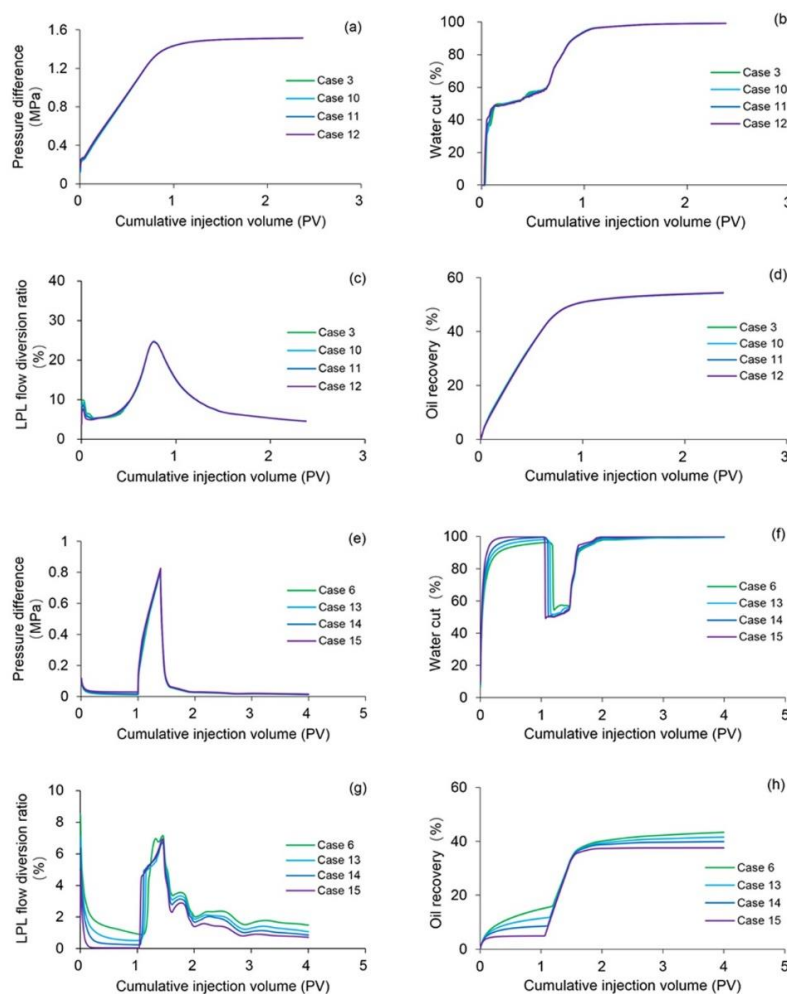 (a)
Pressure difference
(MPa)
1.6
1.2
0.8
0.4
0
Case 3
Case 10
Case 11
Case 12
0 1 2 3
Cumulative injection volume (PV)
(b)
Water cut (%)
100
80
60
40
20
0
Case 3
Case 10
Case 11
Case 12
0 1 2 3
Cumulative injection volume (PV)
(c)
LPL flow diversion ratio
(%)
40
30
20
10
0
Case 3
Case 10
Case 11
Case 12
0 1 2 3
Cumulative injection volume (PV)
(d)
Oil recovery (%)
60
40
20
0
Case 3
Case 10
Case 11
Case 12
0 1 2 3
Cumulative injection volume (PV)
(e)
Pressure difference
(MPa)
1
0.8
0.6
0.4
0.2
0
Case 6
Case 13
Case 14
Case 15
0 1 2 3 4 5
Cumulative injection volume (PV)
(f)
Water cut (%)
100
80
60
40
20
0
Case 6
Case 13
Case 14
Case 15
0 1 2 3 4 5
Cumulative injection volume (PV)
(g)
LPL flow diversion ratio
(%)
10
8
6
4
2
0
Case 6
Case 13
Case 14
Case 15
0 1 2 3 4 5
Cumulative injection volume (PV)
(h)
Oil recovery (%)
60
40
20
0
Case 6
Case 13
Case 14
Case 15
0 1 2 3 4 5
Cumulative injection volume (PV)